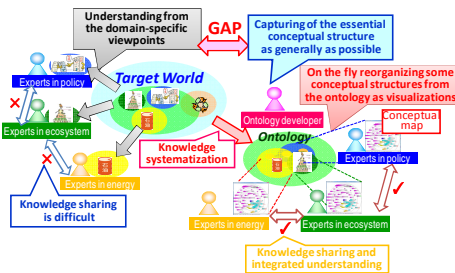 Understanding from
the domain-specific
viewpoints
GAP
Capturing of the essential
conceptual structure
as generally as possible
Target World
On the fly reorganizing some
conceptual structures from
the ontology as visualizations
Experts in policy
Conceptual
map
Ontology developer
Experts in ecosystem
Ontology
Knowledge
systematization
Experts in policy
Experts in energy
Knowledge sharing
is difficult
Experts in energy
Experts in ecosystem
Knowledge sharing and
integrated understanding